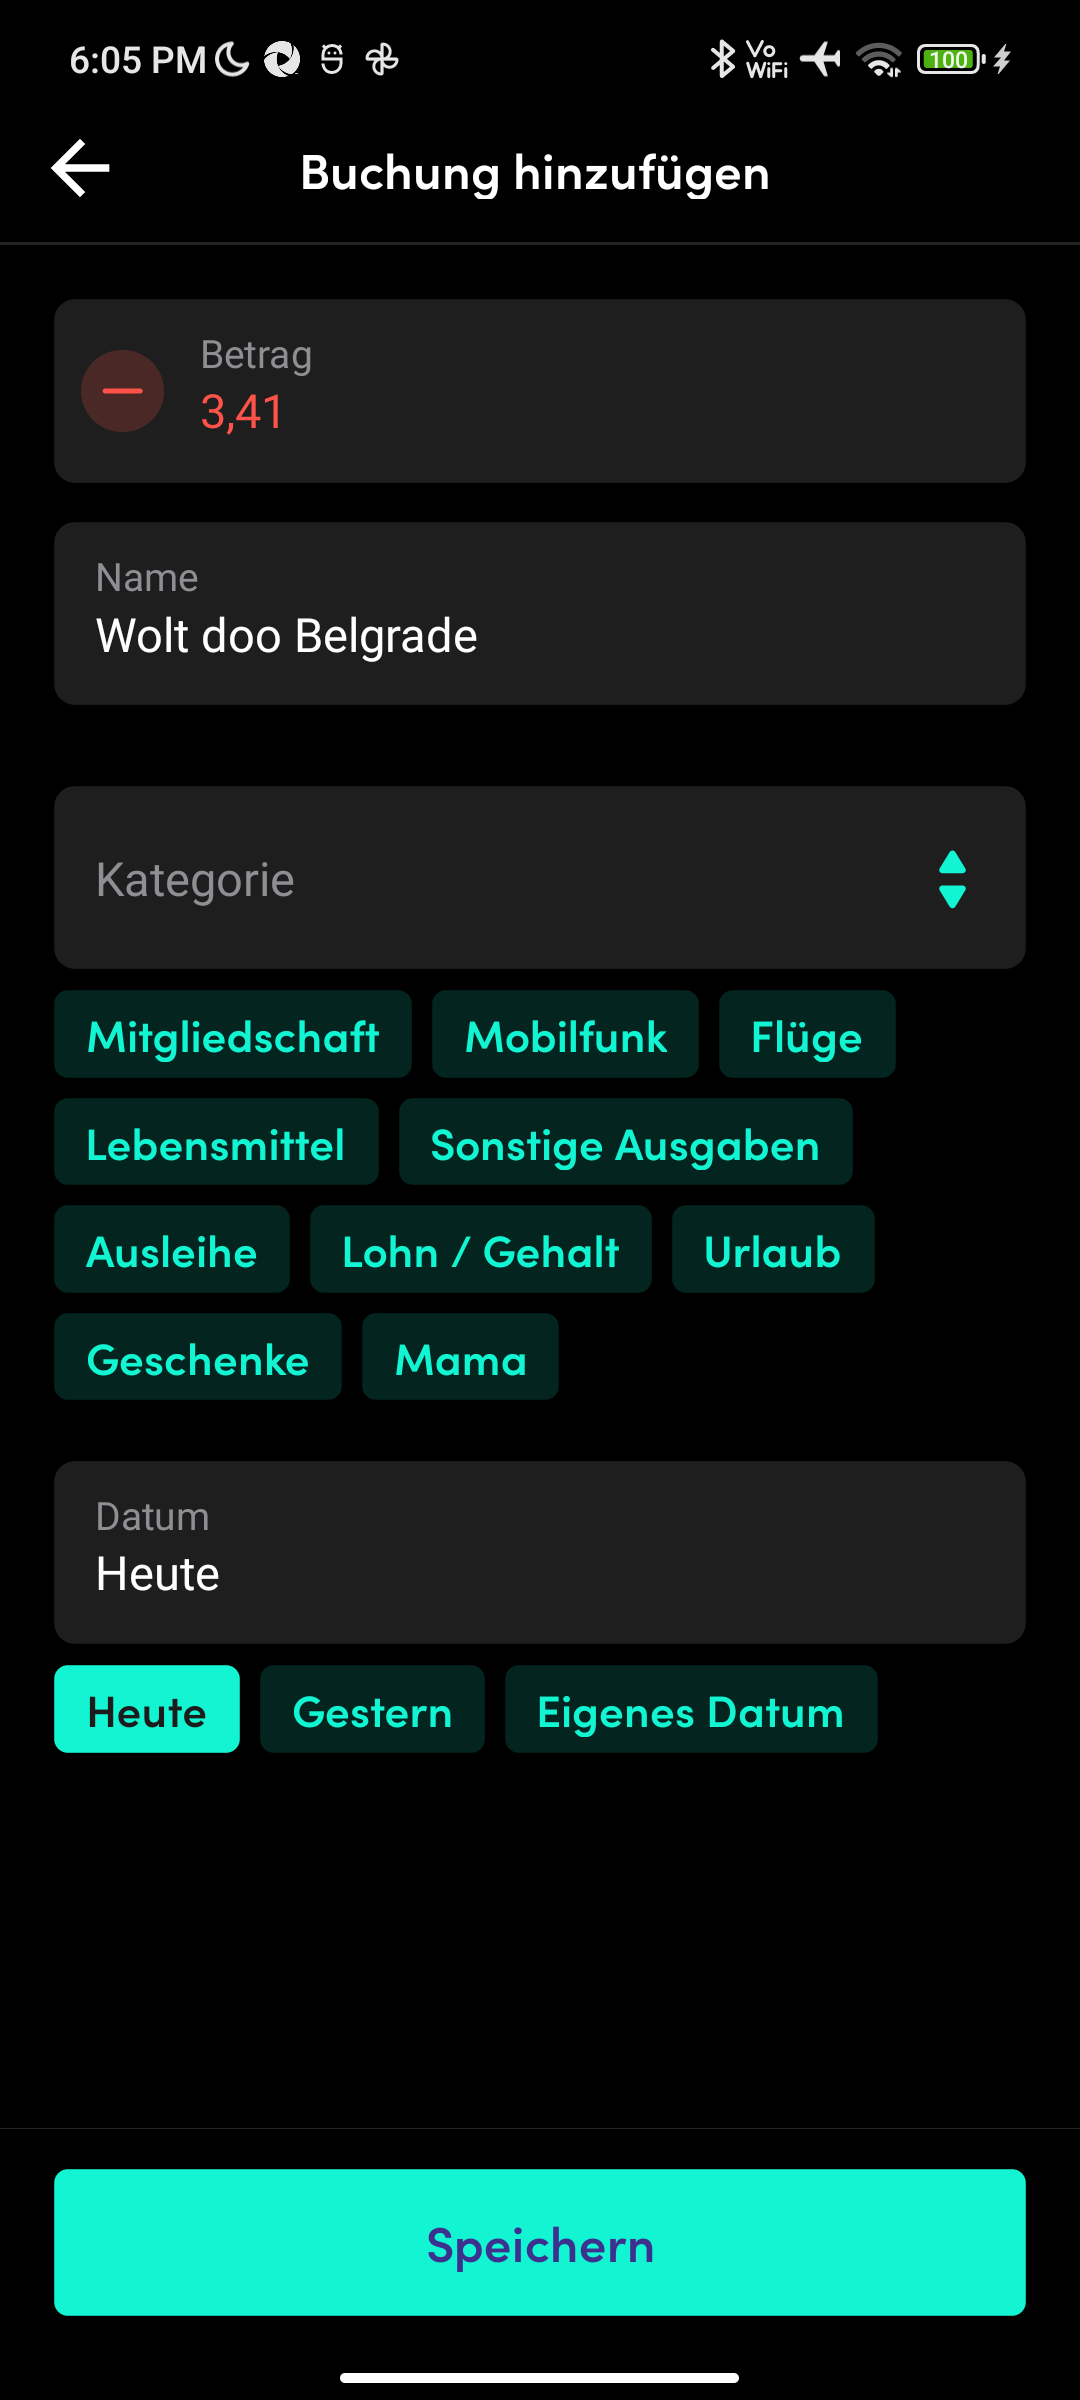 6:05 PM
Vo WiFi
100
Buchung hinzufügen
Betrag
3,41
Name
Wolt doo Belgrade
Kategorie
Mitgliedschaft
Mobilfunk
Flüge
Lebensmittel
Sonstige Ausgaben
Ausleihe
Lohn / Gehalt
Urlaub
Geschenke
Mama
Datum
Heute
Heute
Gestern
Eigenes Datum
Speichern